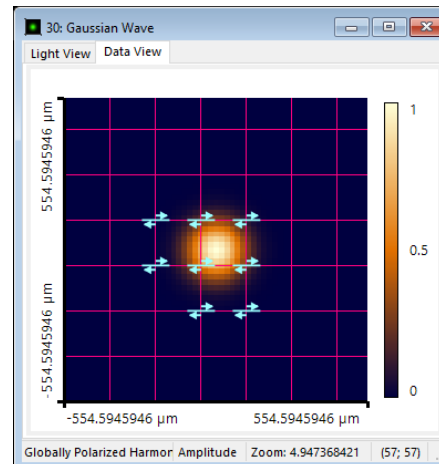 30: Gaussian Wave
Light View Data View
554.5945946 µm
-554.5945946 µm
1
0.5
0
-554.5945946 µm 554.5945946 µm
Globally Polarized Harmor Amplitude Zoom: 4.947368421 (57; 57)